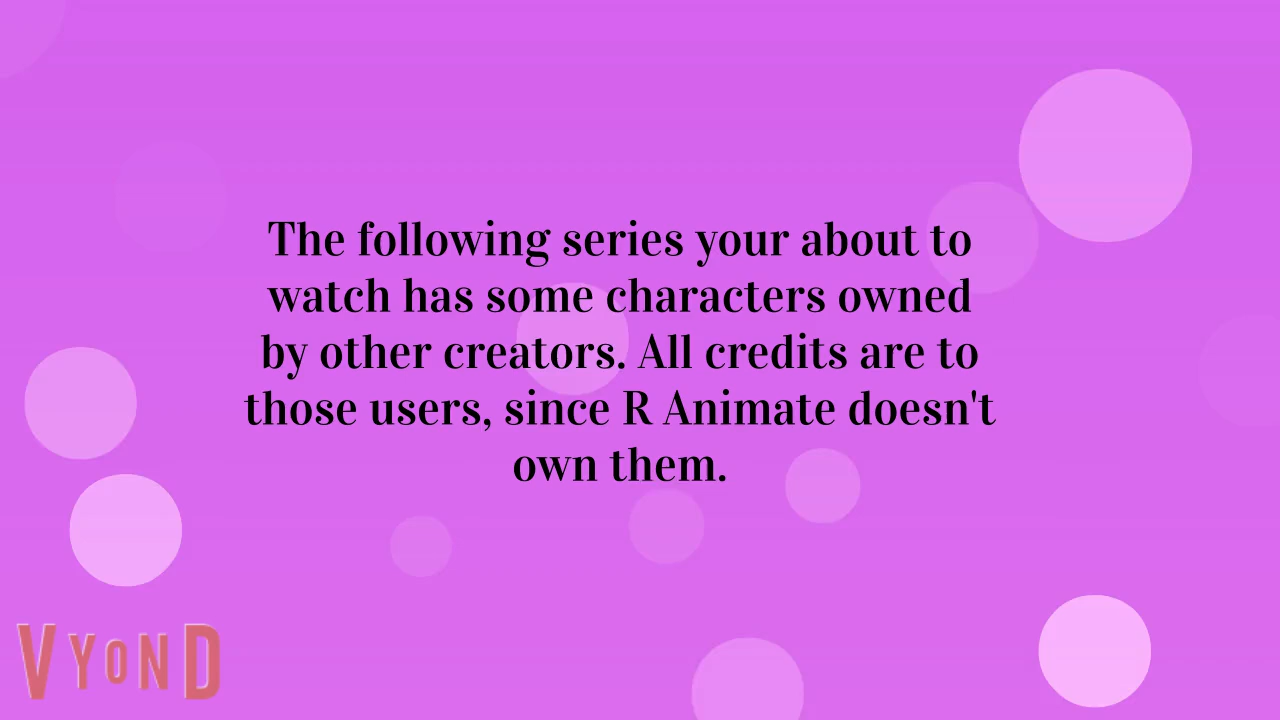 The following series your about to
watch has some characters owned
by other creators. All credits are to
those users, since R Animate doesn't
own them.
VYOND